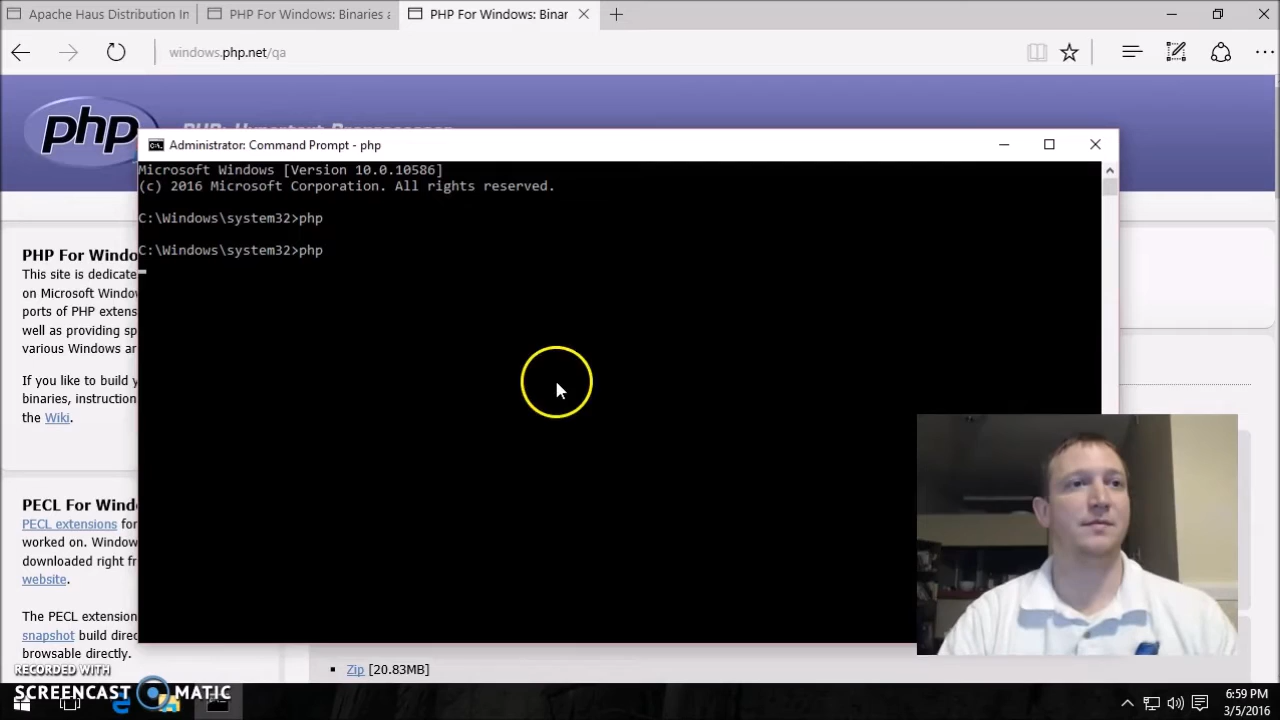 Apache Haus Distribution In
PHP For Windows: Binaries a
PHP For Windows: Binar
windows.php.net/qa
php
PHP: Hypertext Preprocessor
Administrator: Command Prompt - php
Microsoft Windows [Version 10.0.10586]
(c) 2016 Microsoft Corporation. All rights reserved.
C:\Windows\system32>php
C:\Windows\system32>php
PHP For Windo
This site is dedicate
on Microsoft Window
ports of PHP extens
well as providing sp
various Windows ar
If you like to build y
binaries, instruction
the Wiki.
PECL For Wind
PECL extensions for
worked on. Window
downloaded right fr
website.
The PECL extension
snapshot build direc
browsable directly.
Zip [20.83MB]
RECORDED WITH
SCREENCAST MATIC
6:59 PM
3/5/2016